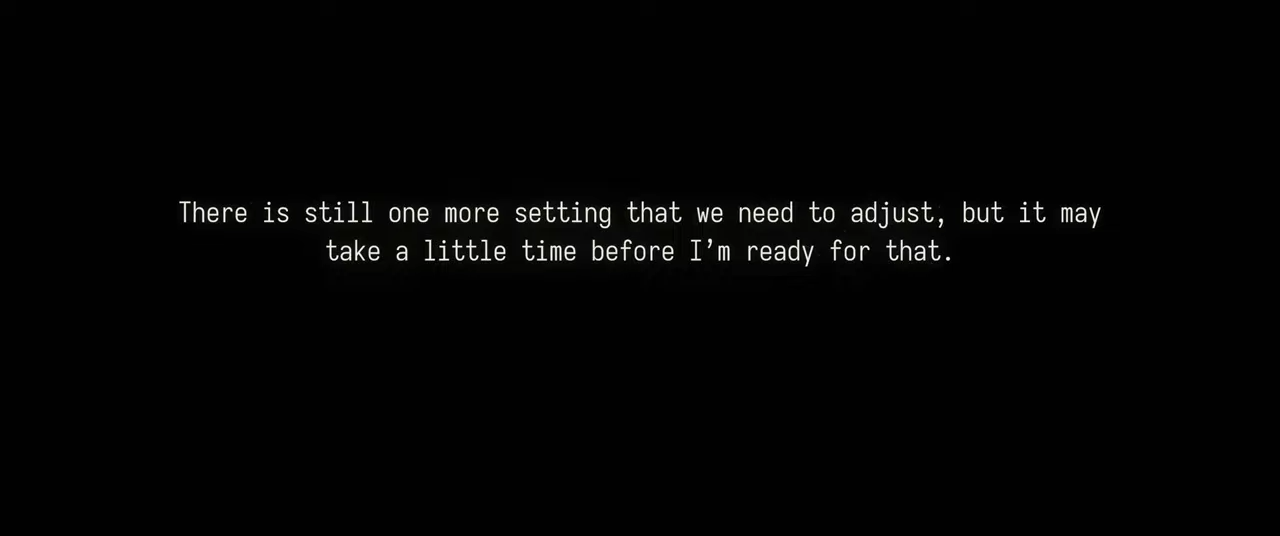 There is still one more setting that we need to adjust, but it may
take a little time before I’m ready for that.